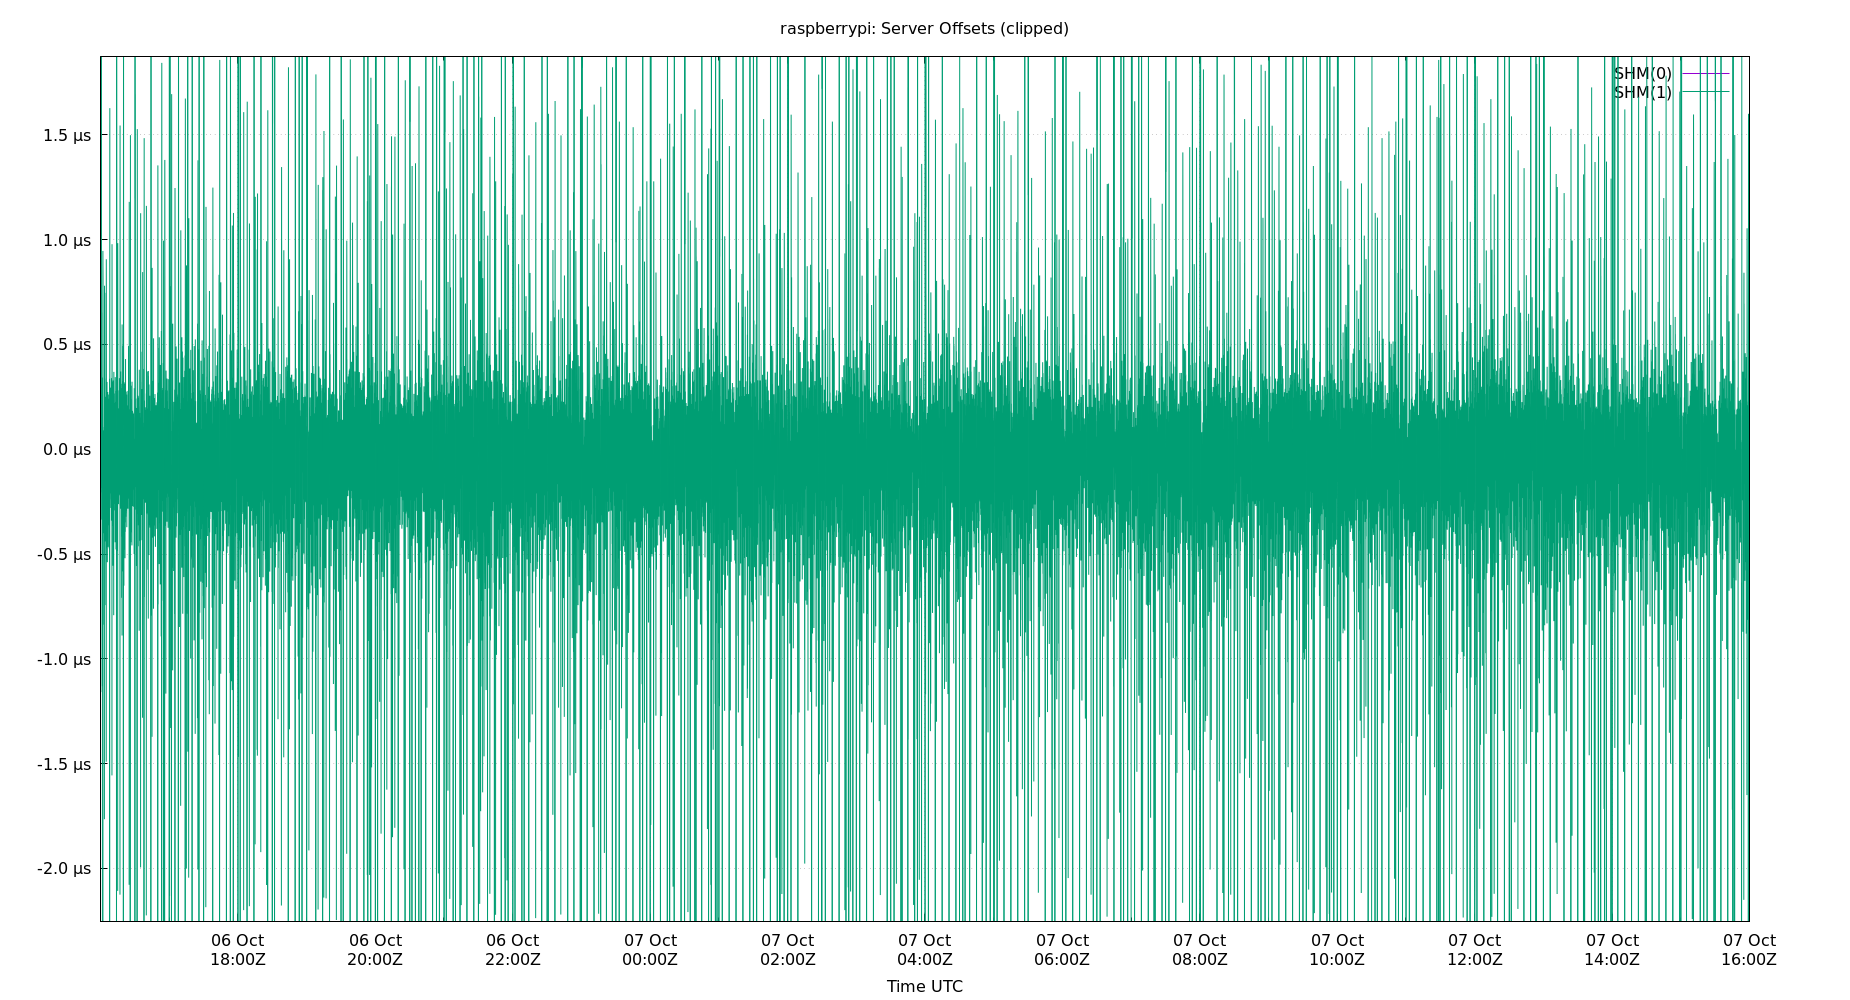 raspberrypi: Server Offsets (clipped)
SHM(0)
SHM(1)
1.5 µs
1.0 µs
0.5 µs
0.0 µs
-0.5 µs
-1.0 µs
-1.5 µs
-2.0 µs
06 Oct 06 Oct 06 Oct 07 Oct 07 Oct 07 Oct 07 Oct 07 Oct 07 Oct 07 Oct 07 Oct 07 Oct
18:00Z 20:00Z 22:00Z 00:00Z 02:00Z 04:00Z 06:00Z 08:00Z 10:00Z 12:00Z 14:00Z 16:00Z
Time UTC